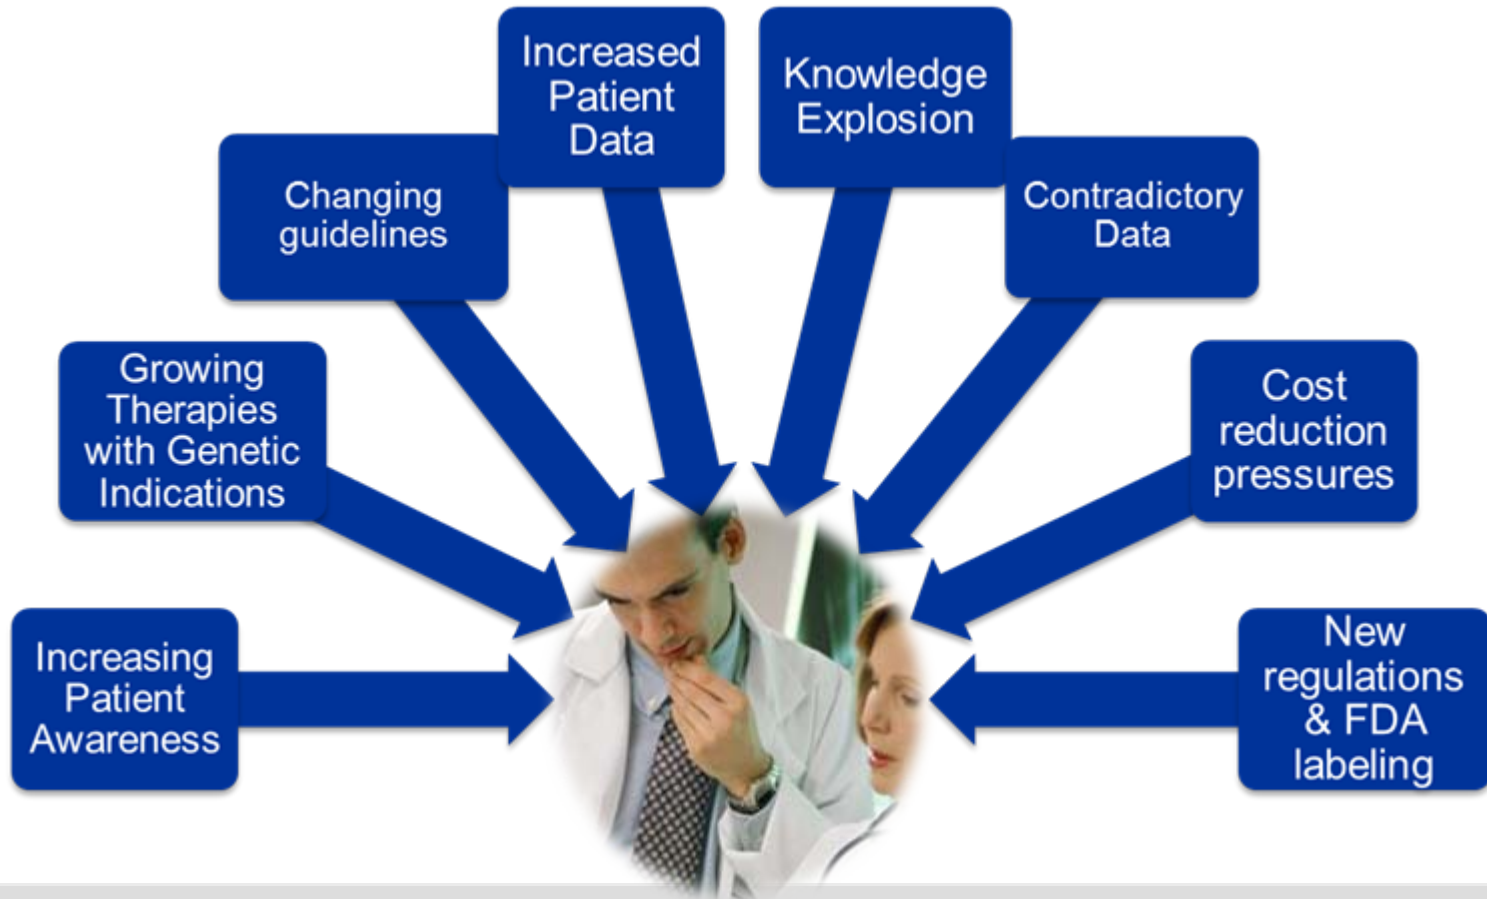 Increased
Patient
Data
Knowledge
Explosion
Changing
guidelines
Contradictory
Data
Growing
Therapies
with Genetic
Indications
Cost
reduction
pressures
Increasing
Patient
Awareness
New
regulations
& FDA
labeling